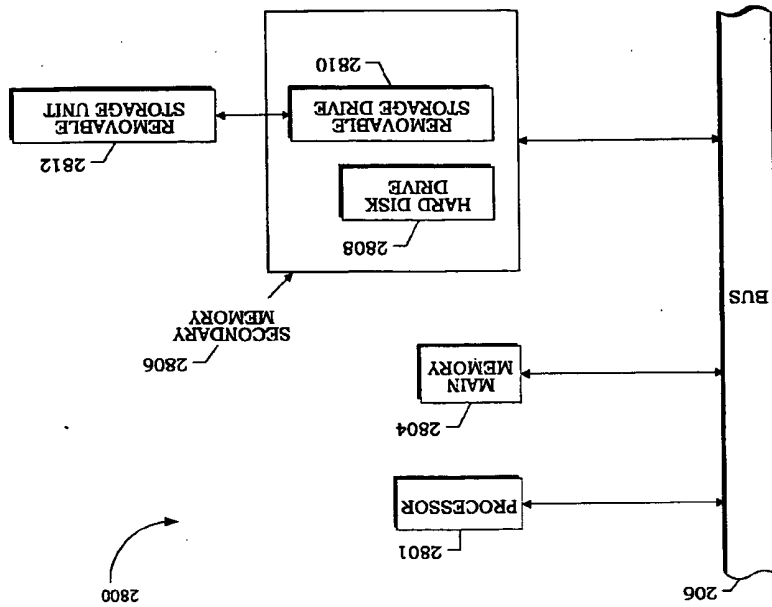 206
2800
2801
PROCESSOR
2804
MAIN
MEMORY
BUS
2806
SECONDARY
MEMORY
2808
HARD DISK
DRIVE
2812
REMOVABLE
STORAGE DRIVE
REMOVABLE
STORAGE UNIT
2810